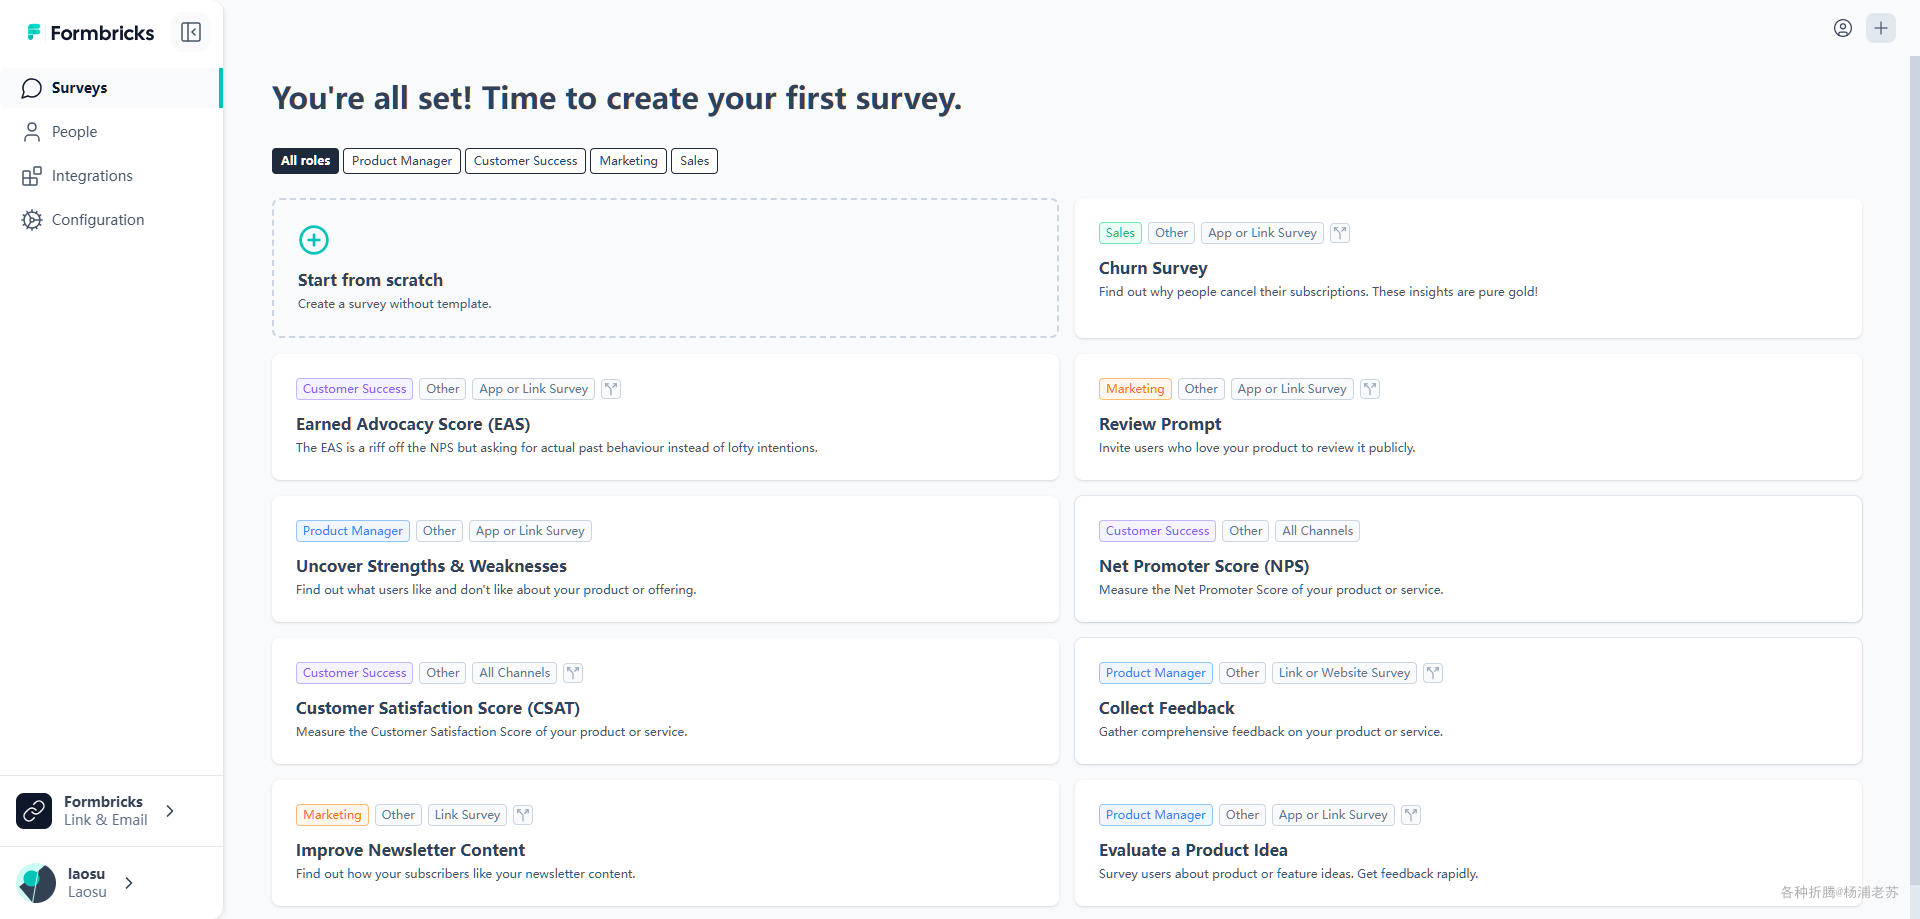 Formbricks
Surveys
People
Integrations
Configuration
Formbricks
Link & Email
laosu
Laosu
You're all set! Time to create your first survey.
All roles Product Manager Customer Success Marketing Sales
Start from scratch
Create a survey without template.
Sales Other App or Link Survey
Churn Survey
Find out why people cancel their subscriptions. These insights are pure gold!
Customer Success Other App or Link Survey
Earned Advocacy Score (EAS)
The EAS is a riff off the NPS but asking for actual past behaviour instead of lofty intentions.
Marketing Other App or Link Survey
Review Prompt
Invite users who love your product to review it publicly.
Product Manager Other App or Link Survey
Uncover Strengths & Weaknesses
Find out what users like and don't like about your product or offering.
Customer Success Other All Channels
Net Promoter Score (NPS)
Measure the Net Promoter Score of your product or service.
Customer Success Other All Channels
Customer Satisfaction Score (CSAT)
Measure the Customer Satisfaction Score of your product or service.
Product Manager Other Link or Website Survey
Collect Feedback
Gather comprehensive feedback on your product or service.
Marketing Other Link Survey
Improve Newsletter Content
Find out how your subscribers like your newsletter content.
Product Manager Other App or Link Survey
Evaluate a Product Idea
Survey users about product or feature ideas. Get feedback rapidly.
各种折腾@杨浦老苏